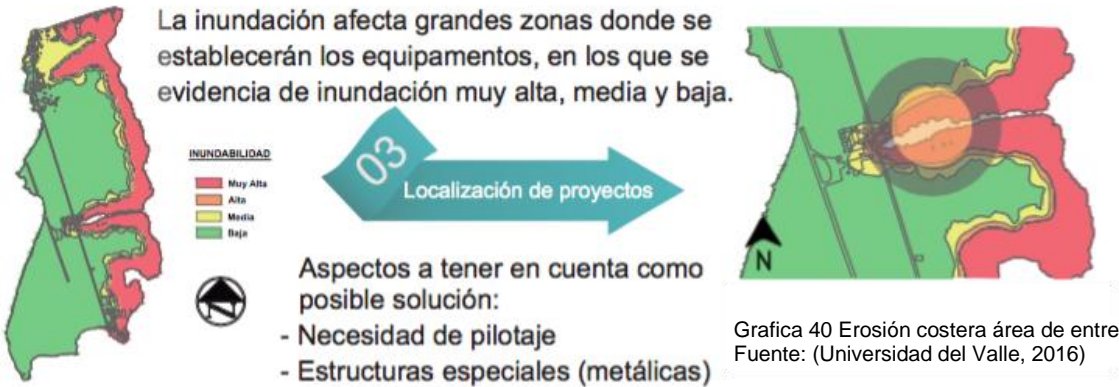 La inundación afecta grandes zonas donde se
establecerán los equipamentos, en los que se
evidencia de inundación muy alta, media y baja.
INUNDABILIDAD
Muy Alta
Alta
Media
Baja
03
Localización de proyectos
N
Aspectos a tener en cuenta como
posible solución:
- Necesidad de pilotaje
- Estructuras especiales (metálicas)
N
Grafica 40 Erosión costera área de entre
Fuente: (Universidad del Valle, 2016)